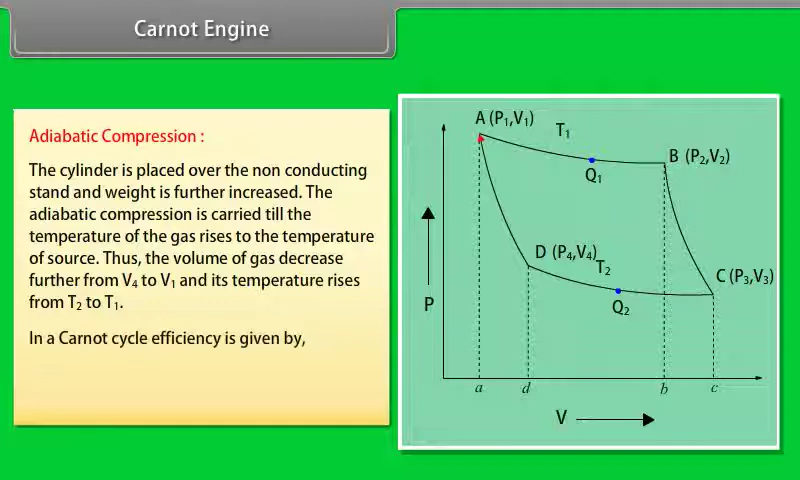 Carnot Engine
Adiabatic Compression :
The cylinder is placed over the non conducting
stand and weight is further increased. The
adiabatic compression is carried till the
temperature of the gas rises to the temperature
of source. Thus, the volume of gas decrease
further from V₄ to V₁ and its temperature rises
from T₂ to T₁.
In a Carnot cycle efficiency is given by,
A (P₁,V₁)
T₁
B (P₂,V₂)
Q₁
D (P₄,V₄)
T₂
C (P₃,V₃)
Q₂
P
a d b c
V